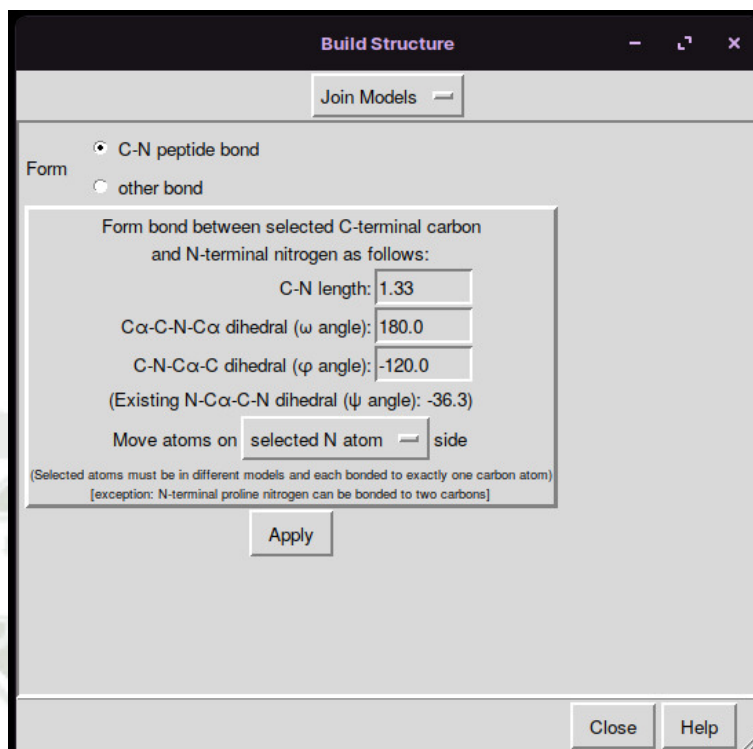 Build Structure
Join Models
Form
C-N peptide bond
other bond
Form bond between selected C-terminal carbon
and N-terminal nitrogen as follows:
C-N length: 1.33
Cα-C-N-Cα dihedral (ω angle): 180.0
C-N-Cα-C dihedral (φ angle): -120.0
(Existing N-Cα-C-N dihedral (ψ angle): -36.3)
Move atoms on selected N atom side
(Selected atoms must be in different models and each bonded to exactly one carbon atom)
[exception: N-terminal proline nitrogen can be bonded to two carbons]
Apply
Close Help